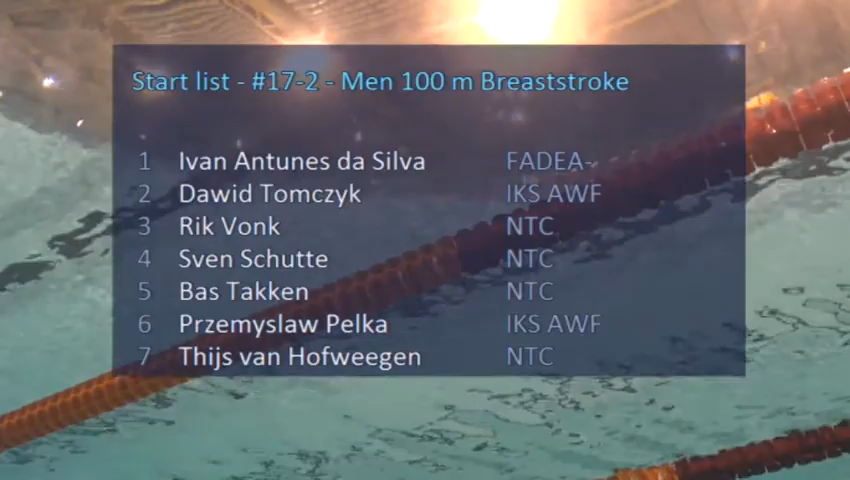 Start list - #17-2 - Men 100 m Breaststroke
1 Ivan Antunes da Silva FADEA-
2 Dawid Tomczyk IKS AWF
3 Rik Vonk NTC
4 Sven Schutte NTC
5 Bas Takken NTC
6 Przemyslaw Pelka IKS AWF
7 Thijs van Hofweegen NTC